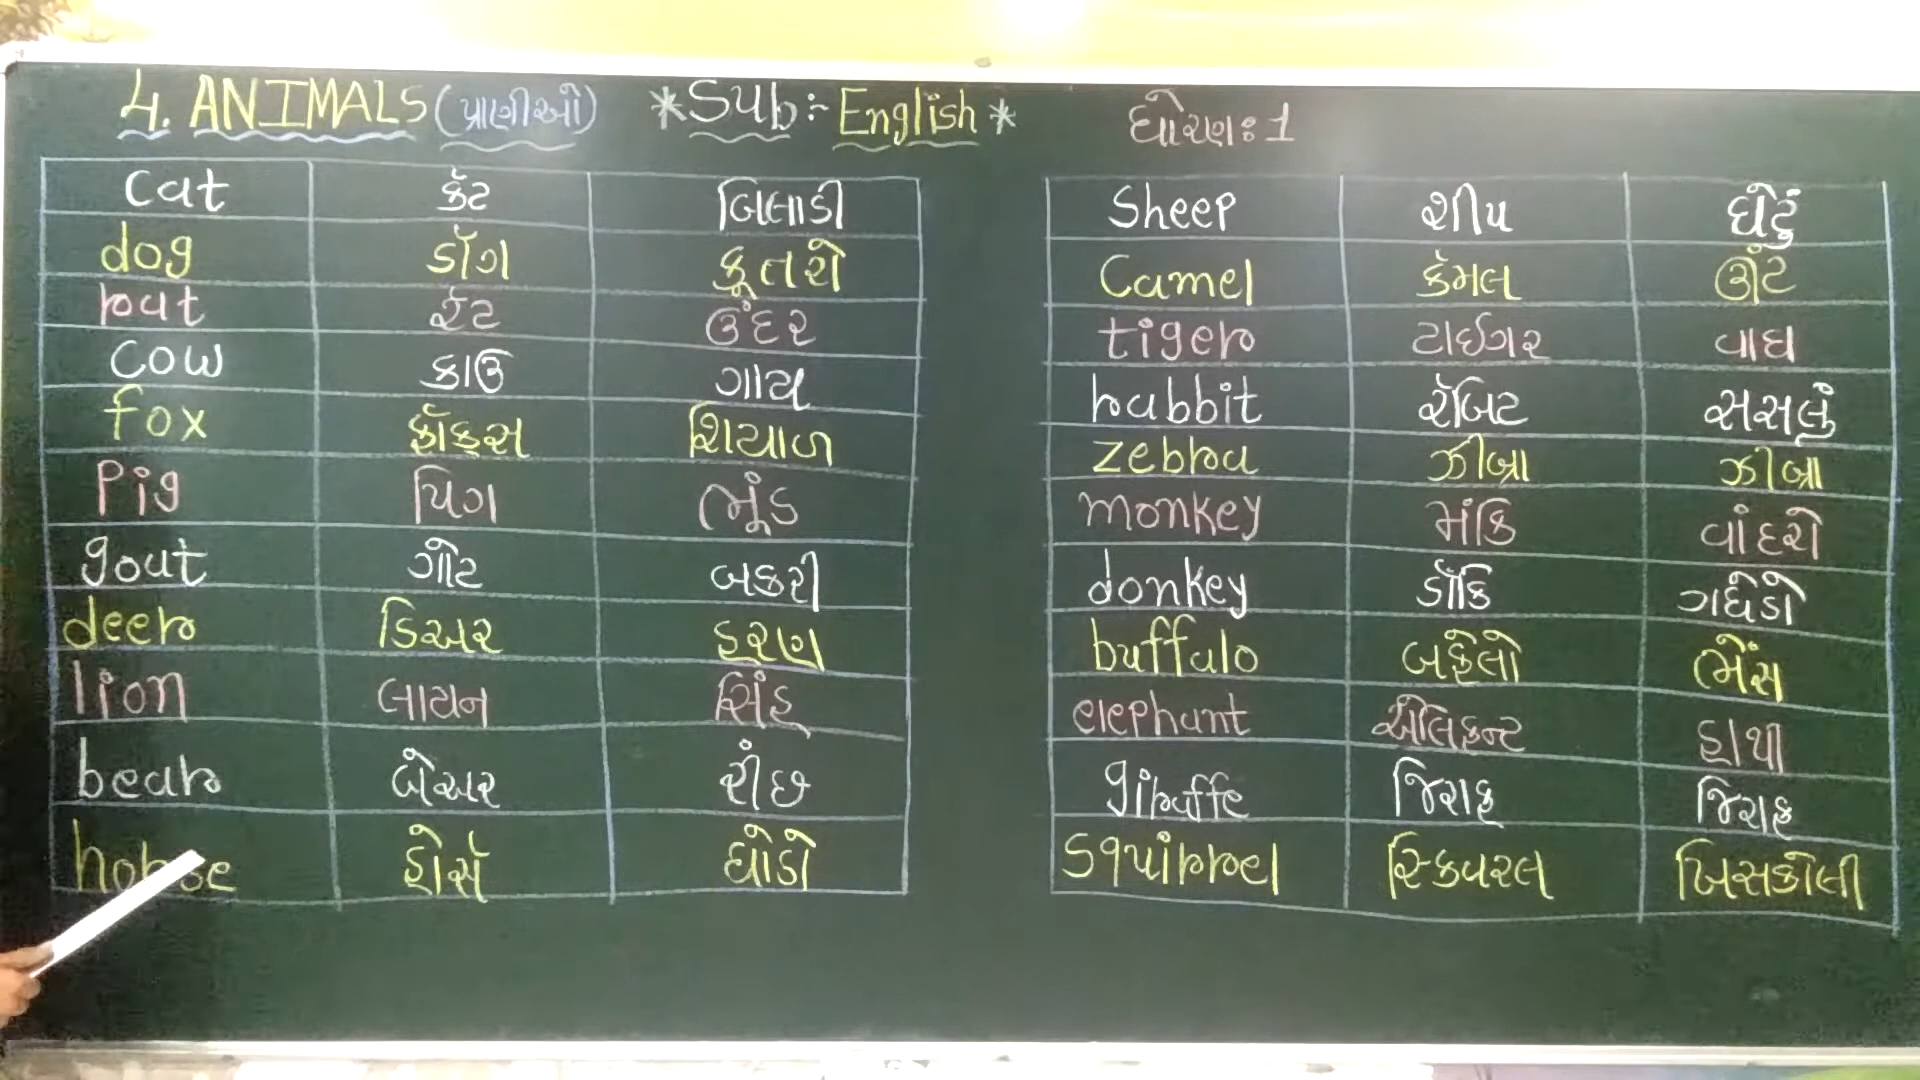 4. ANIMALS (પ્રાણીઓ) *Sub:- English* ધોરણઃ1
cat કૅટ બિલાડી
dog ડૉગ કૂતરો
rat રૅટ ઉંદર
cow કાઉ ગાય
fox ફૉક્સ શિયાળ
Pig પિગ ભૂંડ
goat ગોટ બકરી
deer ડિઅર હરણ
lion લાયન સિંહ
bear બેઅર રીંછ
horse હોર્સ ઘોડો
Sheep શીપ ઘેટું
Camel કૅમલ ઊંટ
tiger ટાઈગર વાઘ
rabbit રૅબિટ સસલું
zebra ઝીબ્રા ઝીબ્રા
monkey મંકિ વાંદરો
donkey ડૉંકિ ગધેડો
buffalo બફેલો ભેંસ
elephant એલિફન્ટ હાથી
giraffe જિરાફ જિરાફ
Squirrel સ્કિવરલ ખિસકોલી